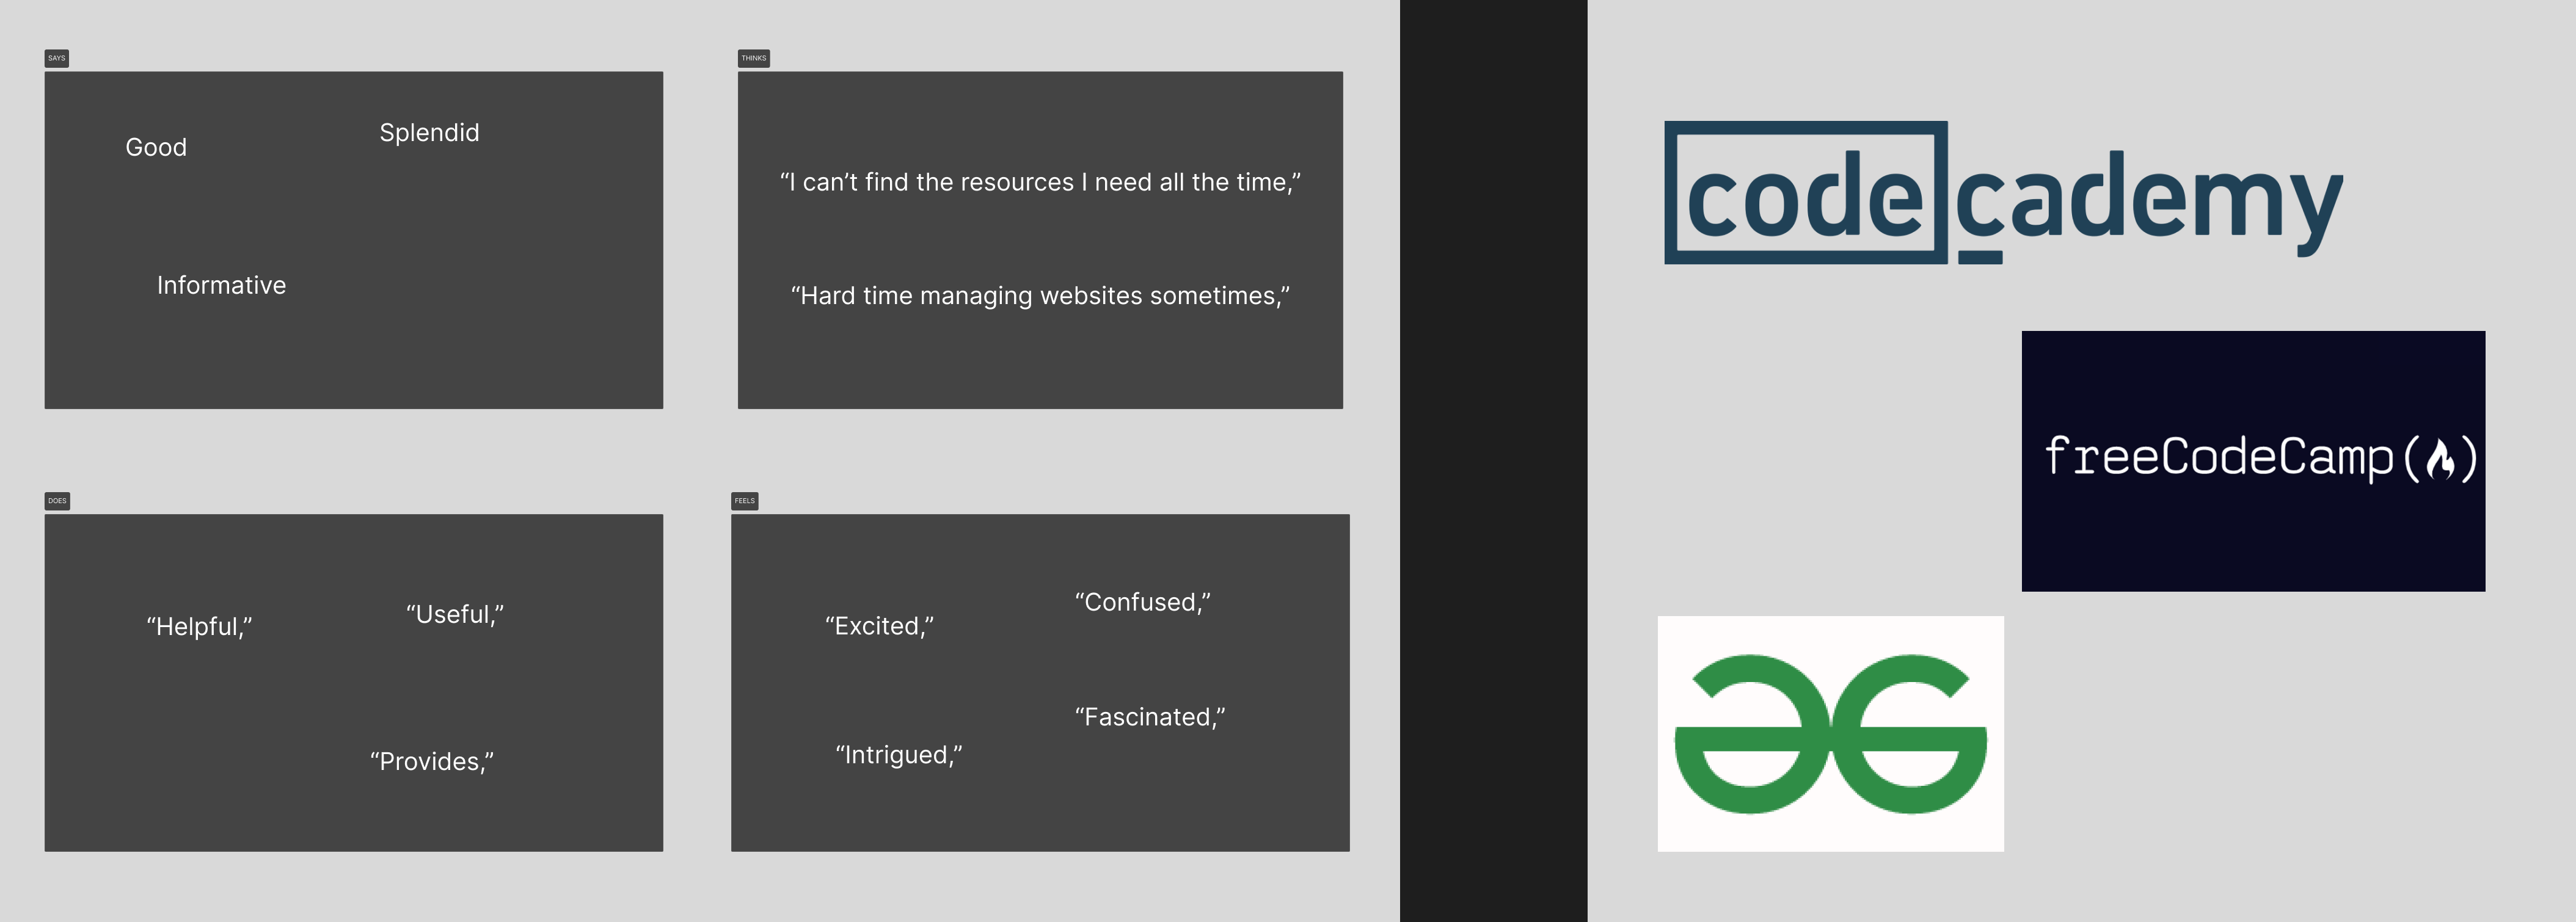 SAYS
Good
Splendid
Informative
THINKS
“I can’t find the resources I need all the time,”
“Hard time managing websites sometimes,”
DOES
“Helpful,”
“Useful,”
“Provides,”
FEELS
“Excited,”
“Confused,”
“Fascinated,”
“Intrigued,”
codecademy
freeCodeCamp(🔥)